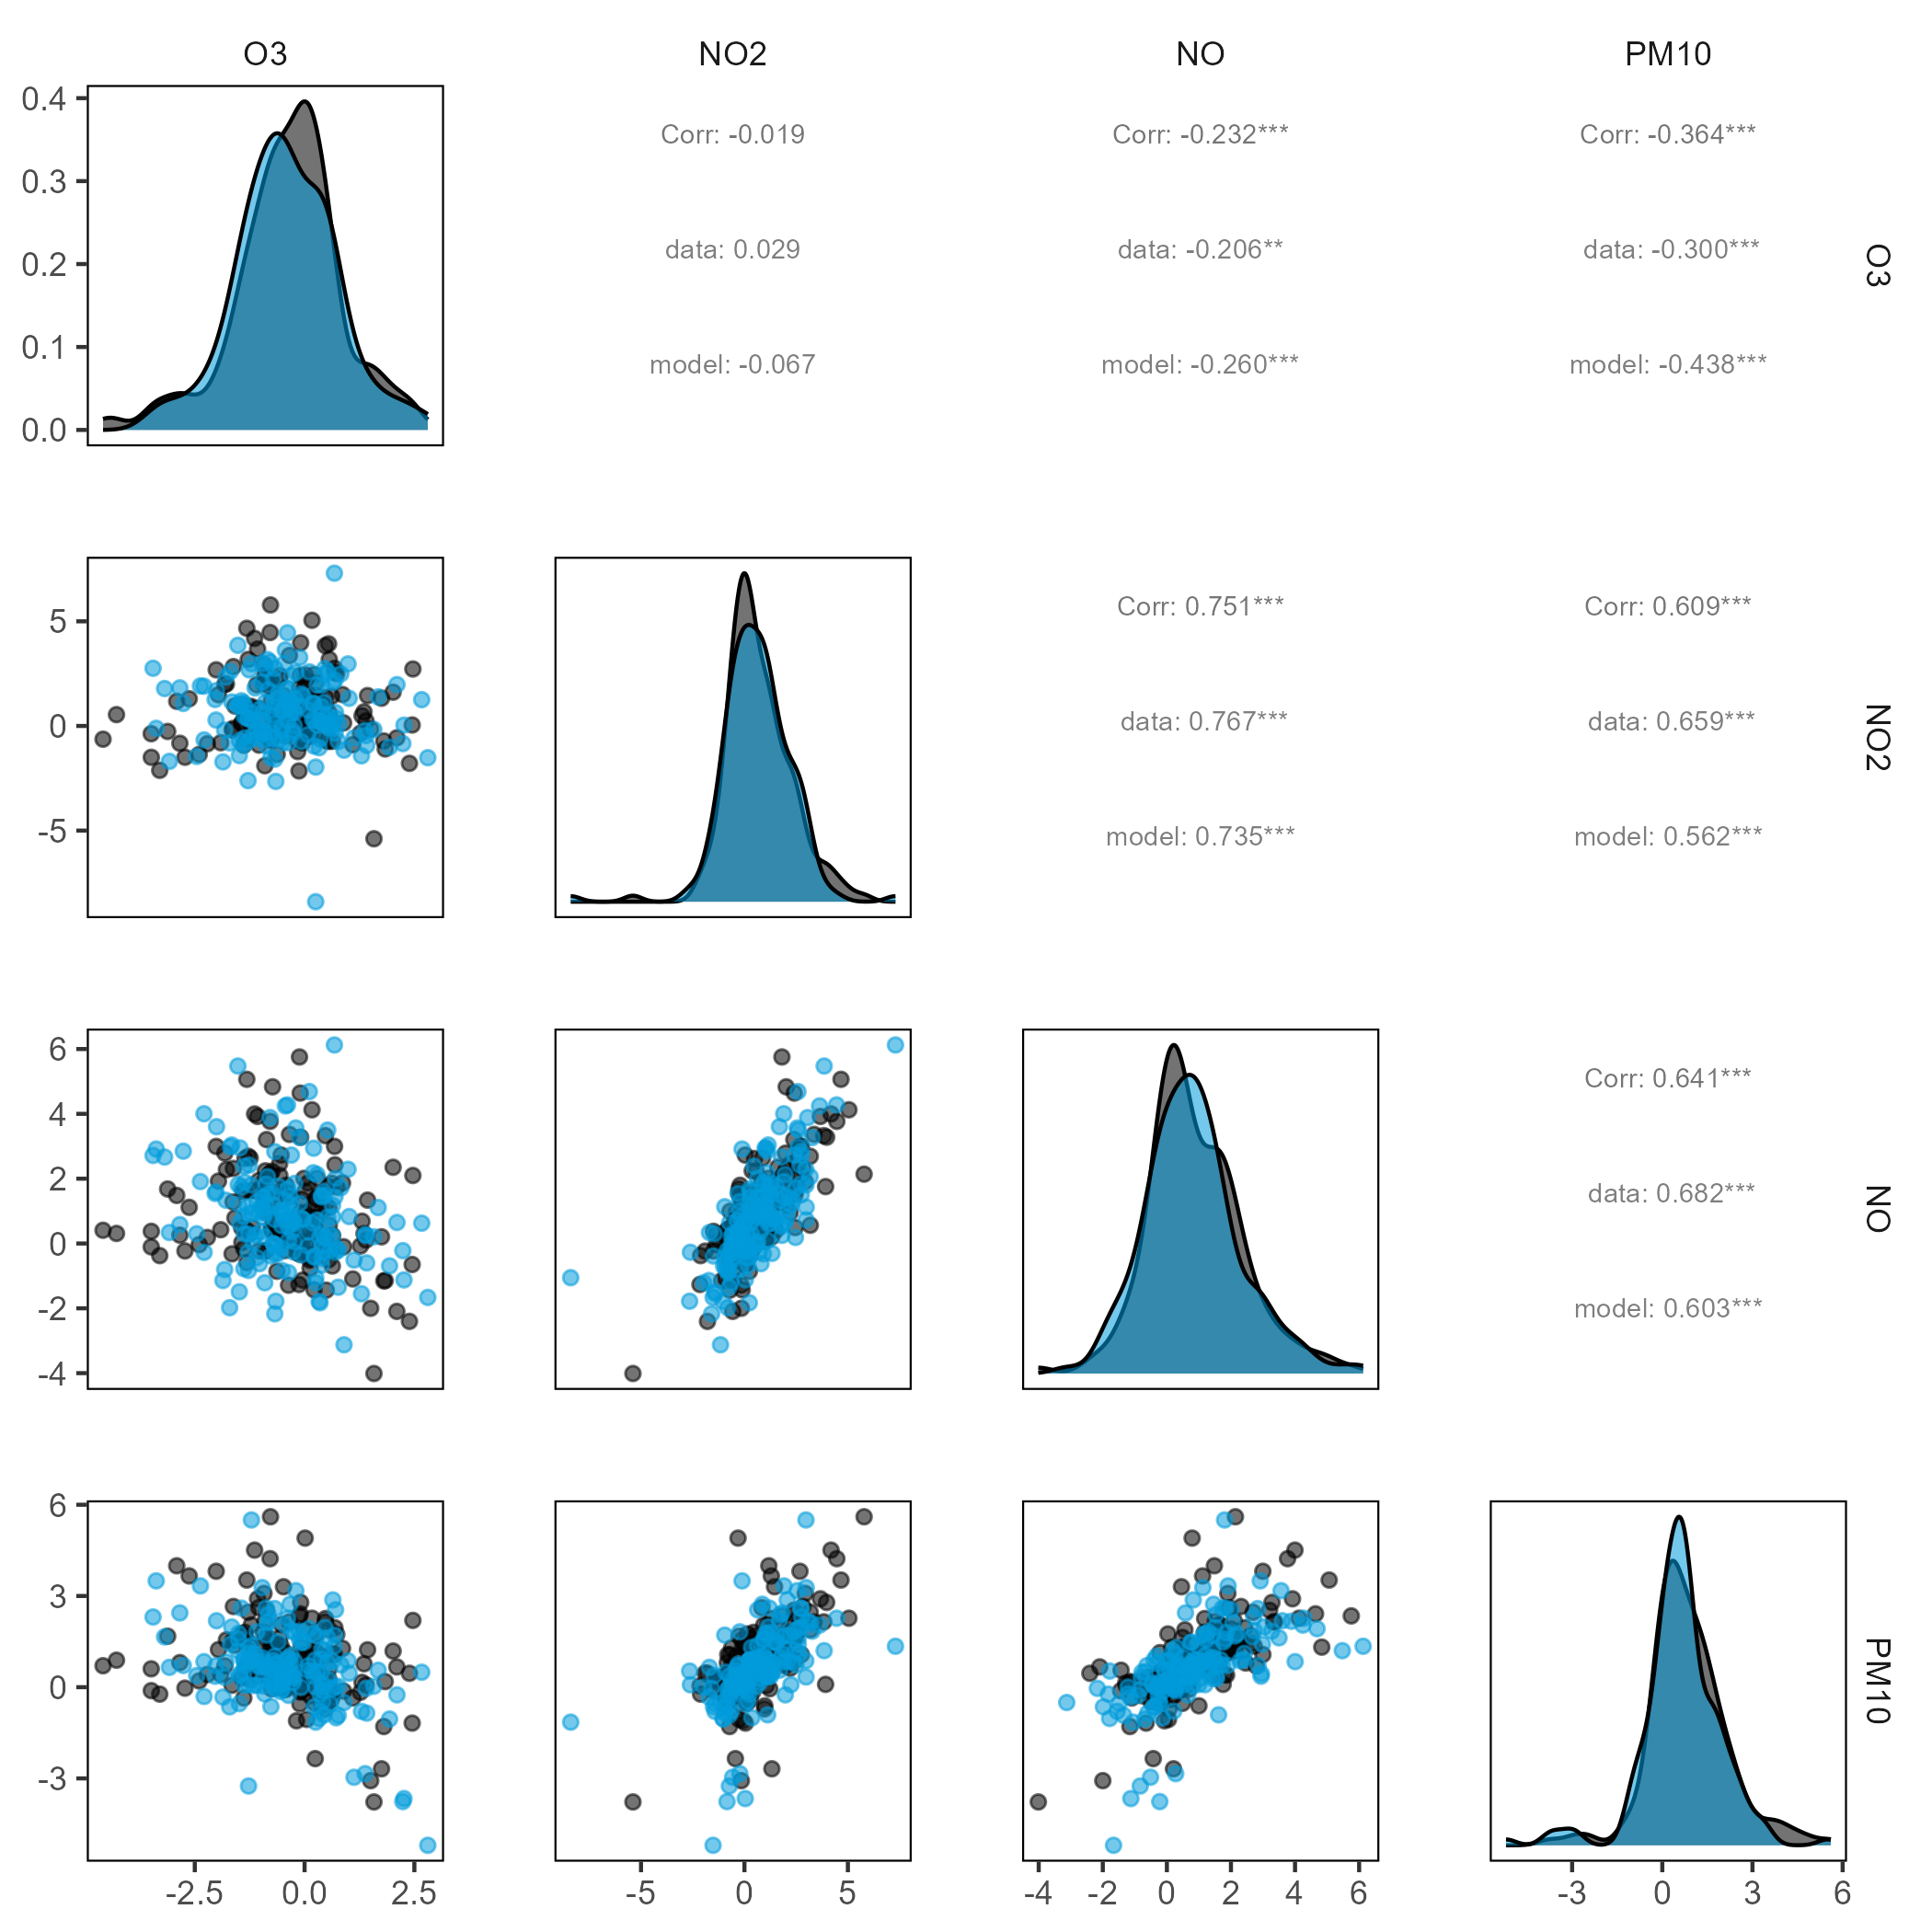 O3 NO2 NO PM10
0.4
0.3
0.2
0.1
0.0
Corr: -0.019
data: 0.029
model: -0.067
Corr: -0.232***
data: -0.206**
model: -0.260***
Corr: -0.364***
data: -0.300***
model: -0.438***
O3
5
0
-5
Corr: 0.751***
data: 0.767***
model: 0.735***
Corr: 0.609***
data: 0.659***
model: 0.562***
NO2
6
4
2
0
-2
-4
Corr: 0.641***
data: 0.682***
model: 0.603***
NO
6
3
0
-3
PM10
-2.5 0.0 2.5
-5 0 5
-4 -2 0 2 4 6
-3 0 3 6